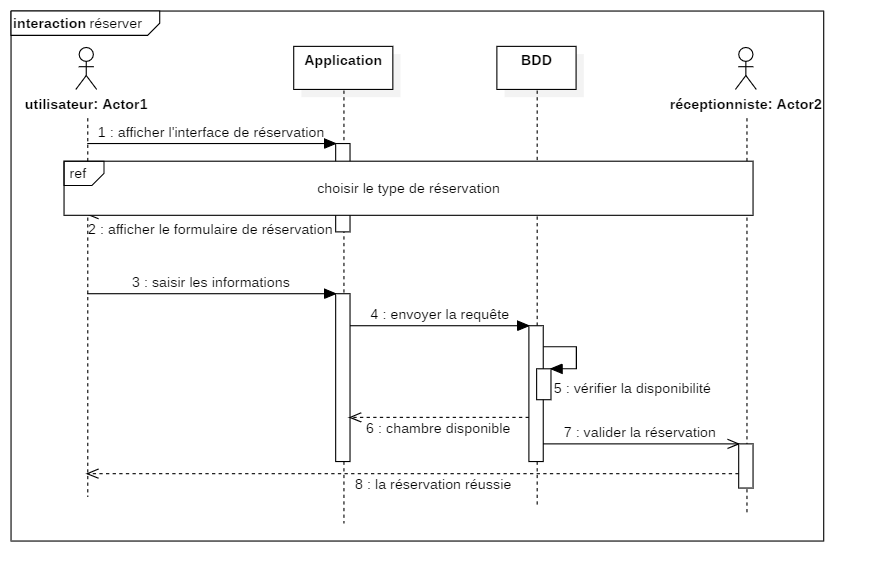 interaction réserver
Application
BDD
utilisateur: Actor1
réceptionniste: Actor2
1 : afficher l'interface de réservation
ref
choisir le type de réservation
2 : afficher le formulaire de réservation
3 : saisir les informations
4 : envoyer la requête
5 : vérifier la disponibilité
6 : chambre disponible
7 : valider la réservation
8 : la réservation réussie